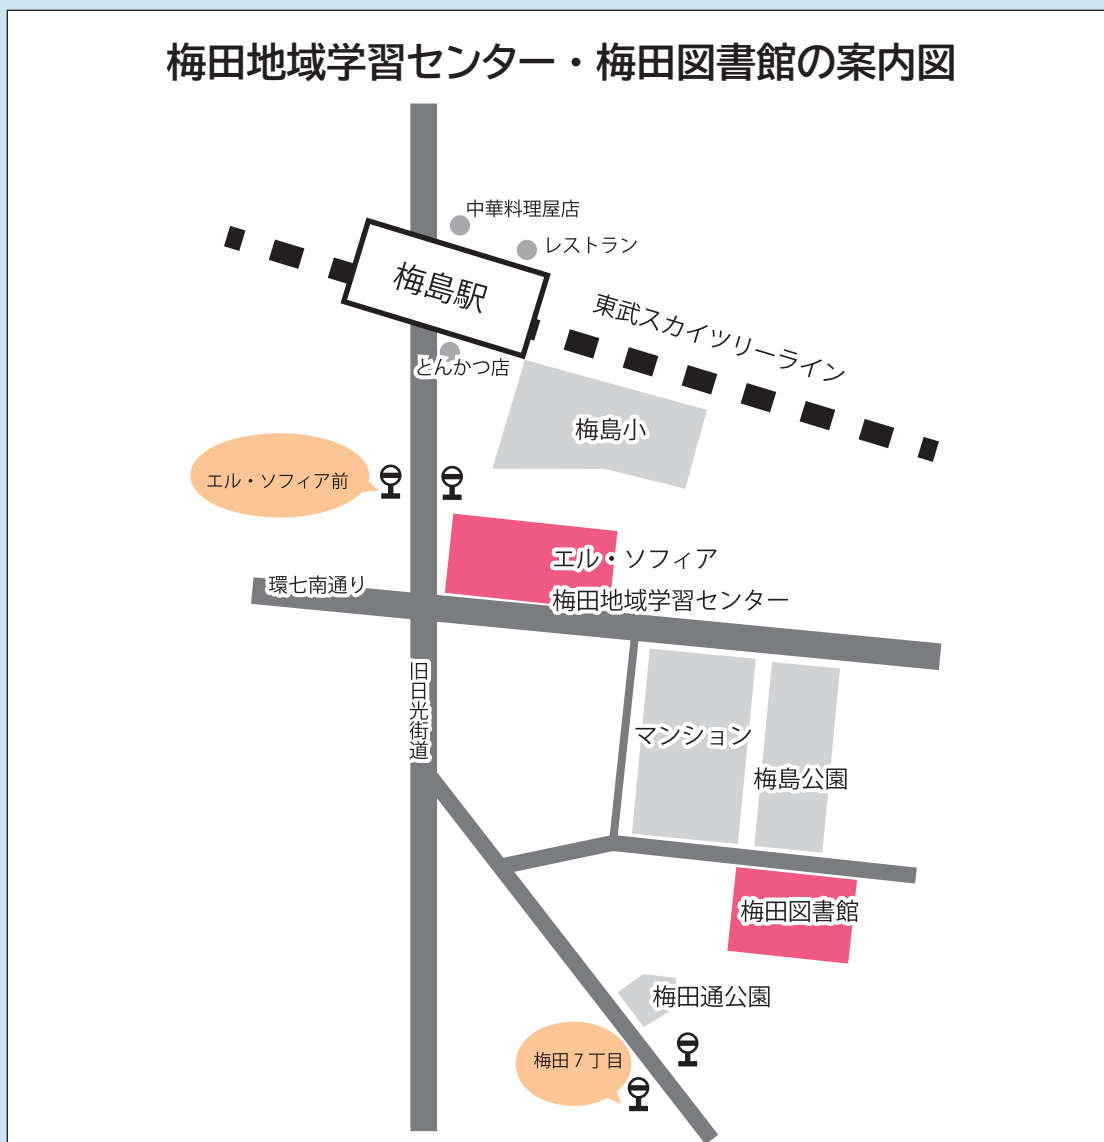 梅田地域学習センター・梅田図書館の案内図
中華料理屋店
レストラン
梅島駅
東武スカイツリーライン
とんかつ店
梅島小
エル・ソフィア前
エル・ソフィア
環七南通り
梅田地域学習センター
旧日光街道
マンション
梅島公園
梅田図書館
梅田通公園
梅田7丁目